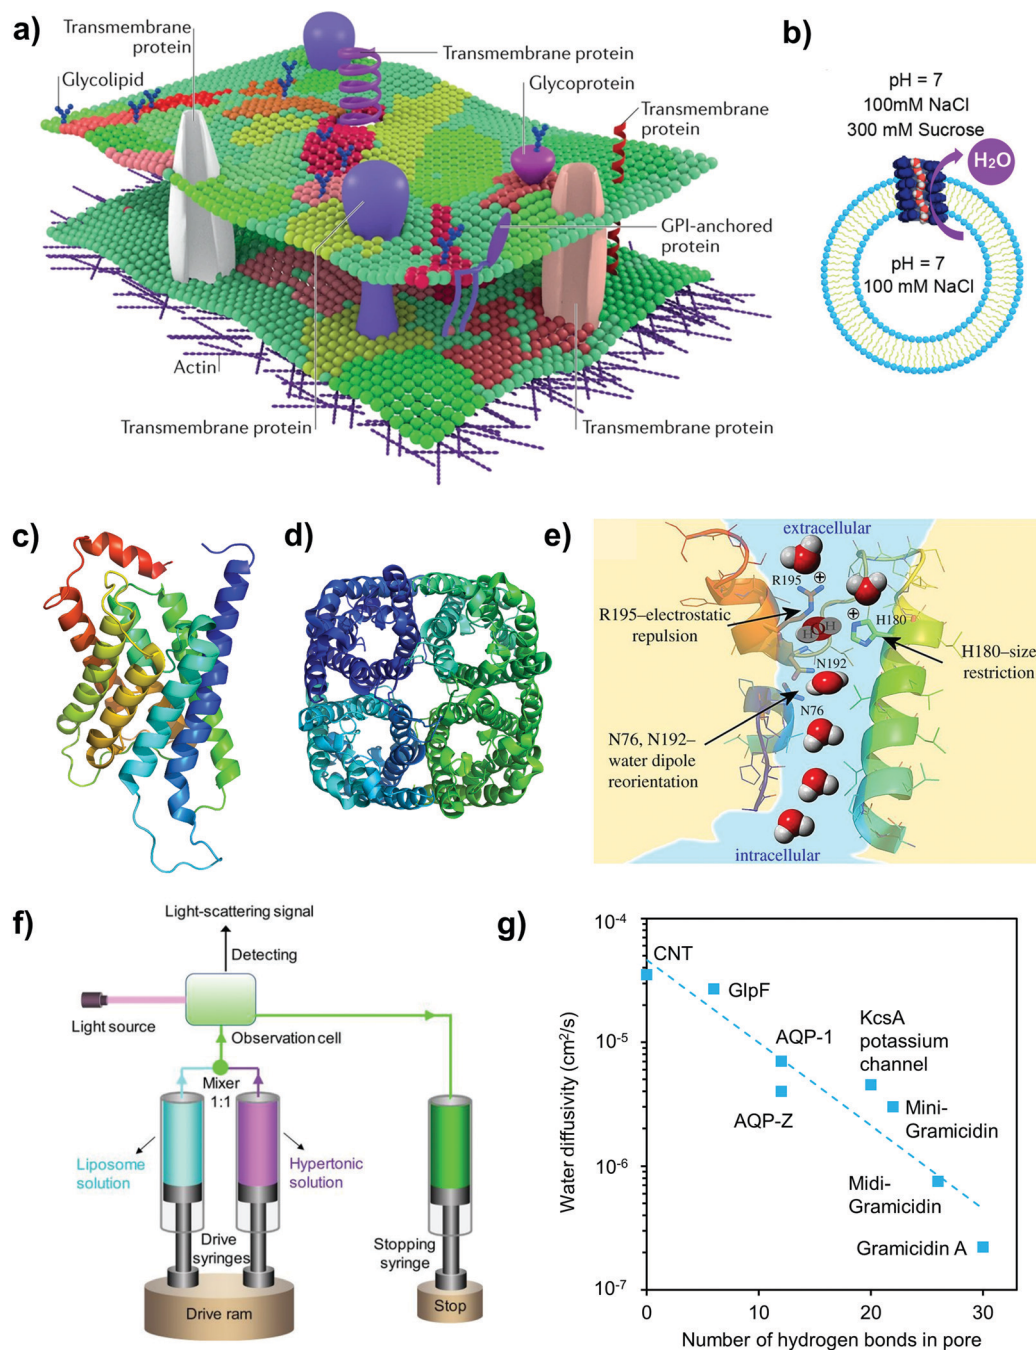 a)
Transmembrane
protein
Glycolipid
Transmembrane protein
Glycoprotein
Transmembrane
protein
GPI-anchored
protein
Actin
Transmembrane protein
Transmembrane protein
b)
pH = 7
100mM NaCl
300 mM Sucrose
H₂O
pH = 7
100 mM NaCl
c)
d)
e)
extracellular
R195
R195–electrostatic
repulsion
H O H
H180
H180–size
restriction
N192
N76
N76, N192–
water dipole
reorientation
intracellular
f)
Light-scattering signal
Detecting
Light source
Observation cell
Mixer
1:1
Liposome
solution
Hypertonic
solution
Drive
syringes
Stopping
syringe
Drive ram
Stop
g)
Water diffusivity (cm²/s)
10⁻⁴
10⁻⁵
10⁻⁶
10⁻⁷
CNT
GlpF
AQP-1
AQP-Z
KcsA
potassium
channel
Mini-
Gramicidin
Midi-
Gramicidin
Gramicidin A
0
10
20
30
Number of hydrogen bonds in pore